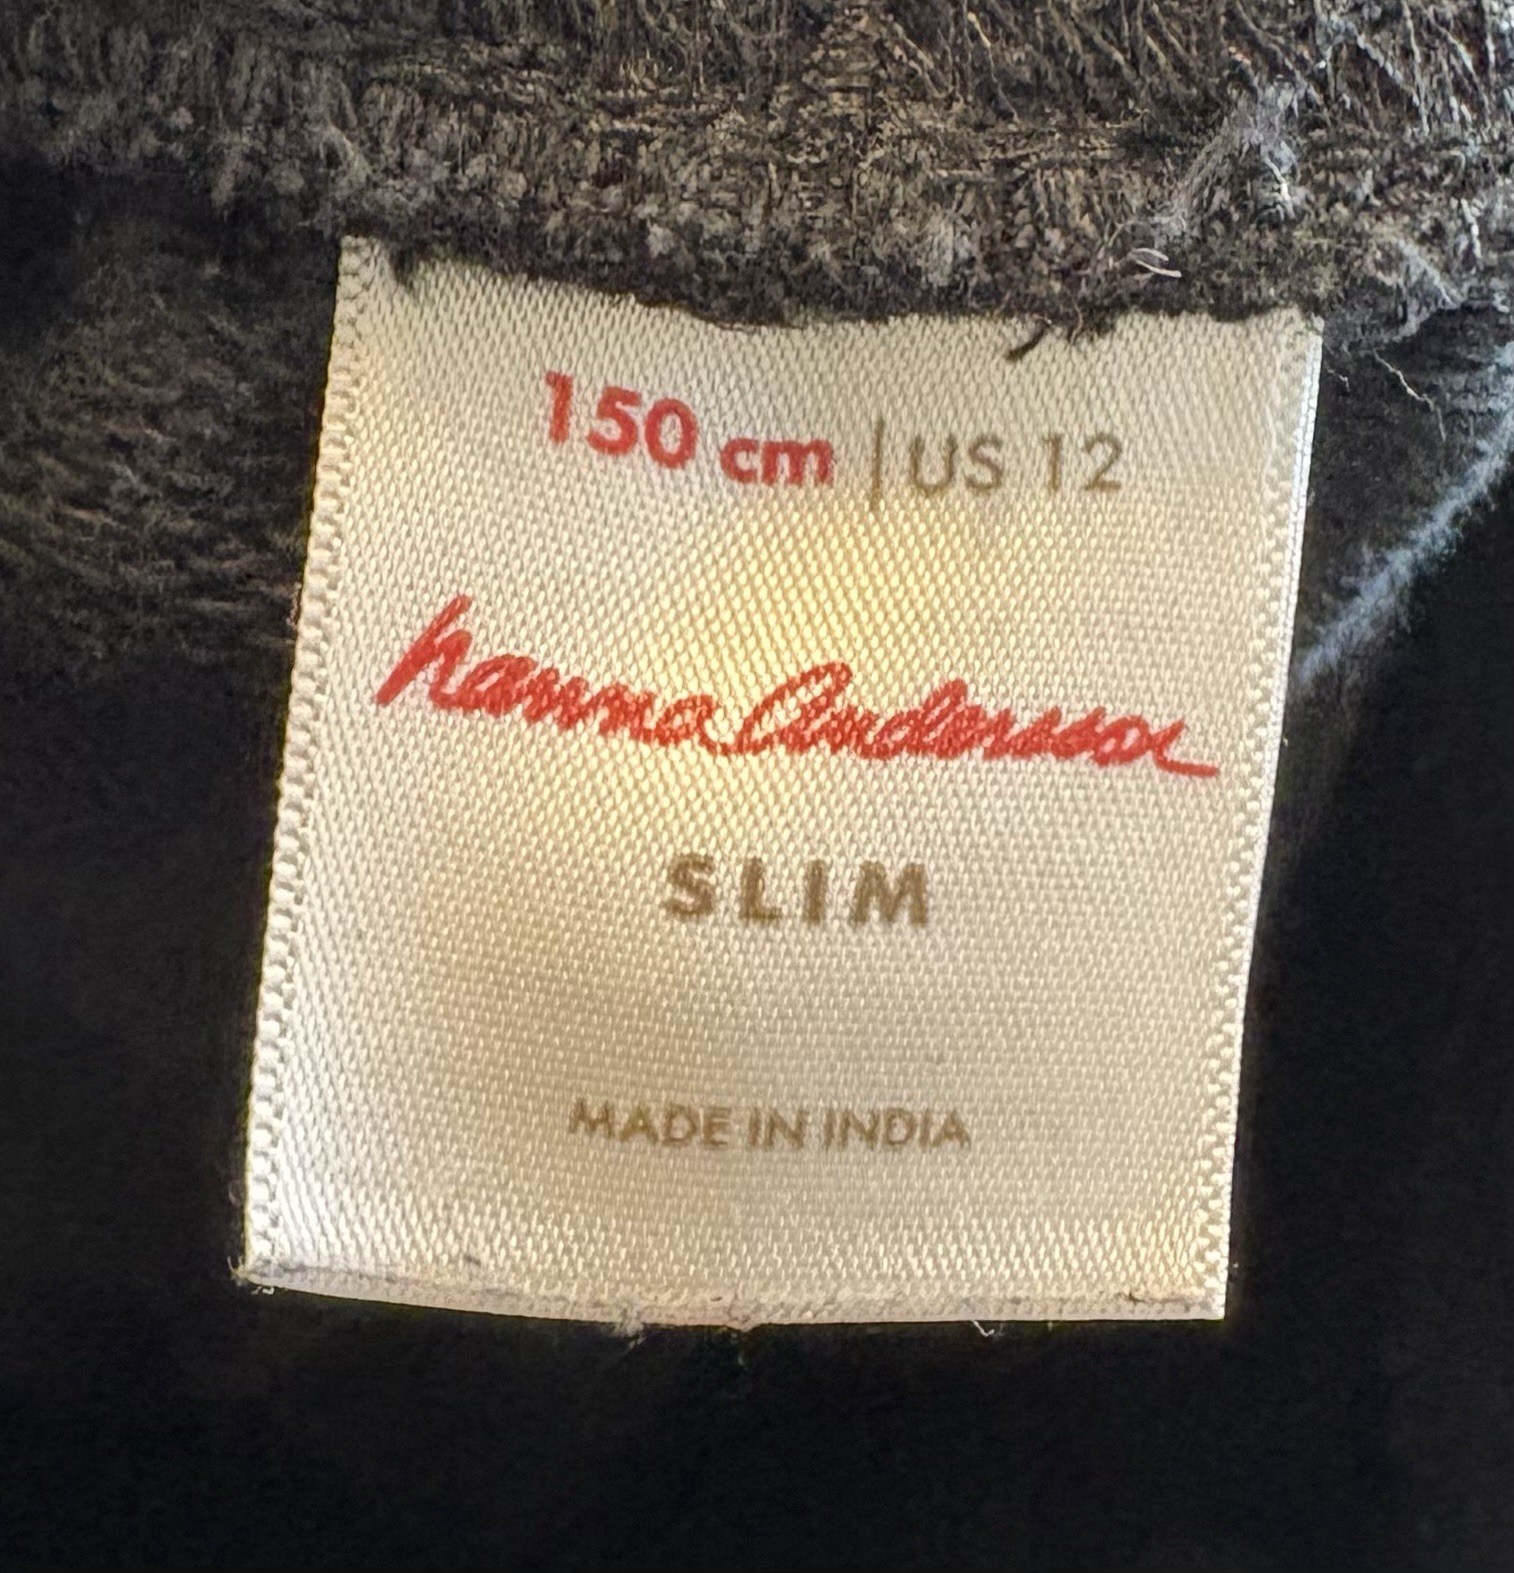 150 cm | US 12
hanna Andersson
SLIM
MADE IN INDIA